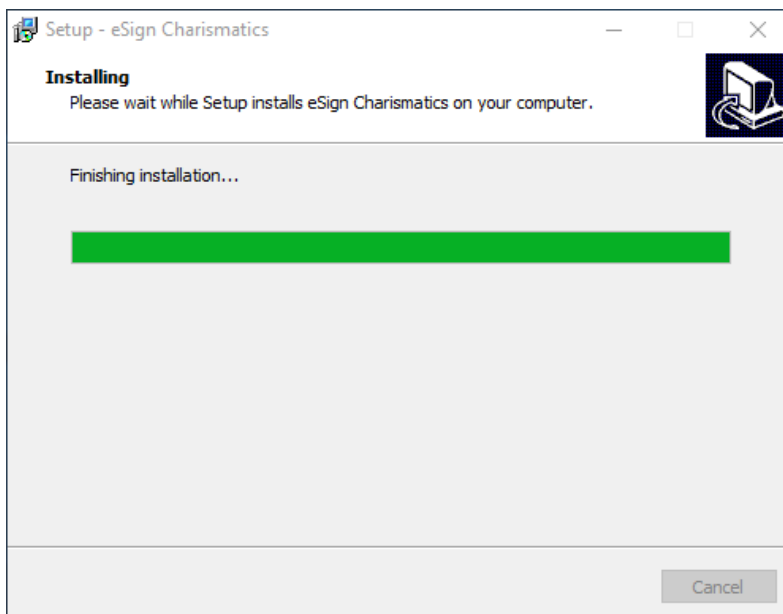 Setup - eSign Charismatics
Installing
Please wait while Setup installs eSign Charismatics on your computer.
Finishing installation...
Cancel